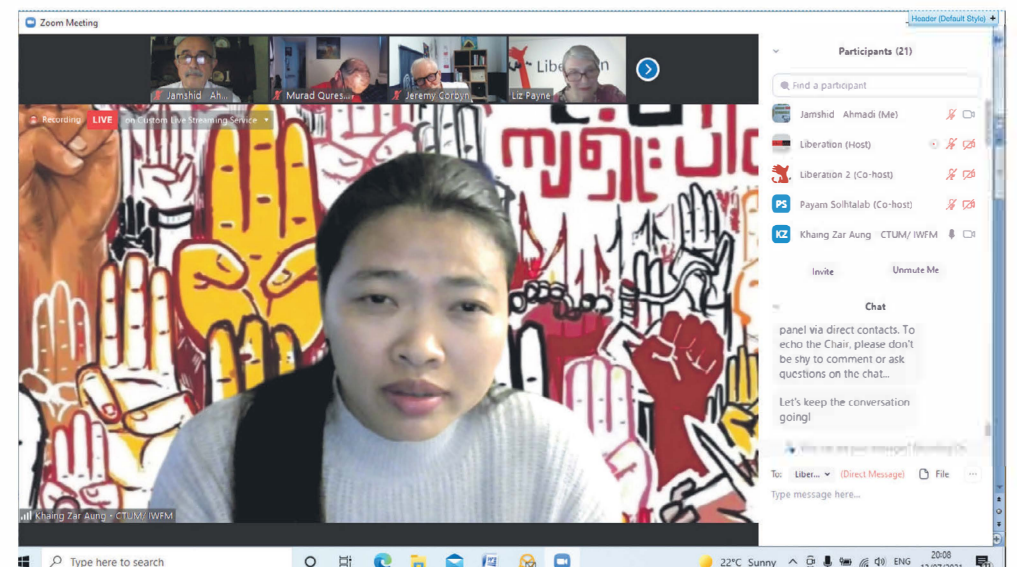 Header (Default Style)
Zoom Meeting
Jamshid Ah...
Murad Qures...
Jeremy Corbyn
Liz Payne
Recording
LIVE
on Custom Live Streaming Service
Khaing Zar Aung • CTUM/ IWFM
Participants (21)
Find a participant
Jamshid Ahmadi (Me)
Liberation (Host)
Liberation 2 (Co-host)
PS
Payam Solhtalab (Co-host)
KZ
Khaing Zar Aung CTUM/ IWFM
Invite
Unmute Me
Chat
panel via direct contacts. To
echo the Chair, please don't
be shy to comment or ask
questions on the chat...
Let's keep the conversation
going!
To:
Liber...
(Direct Message)
File
Type message here...
Type here to search
22°C Sunny
ENG
20:08